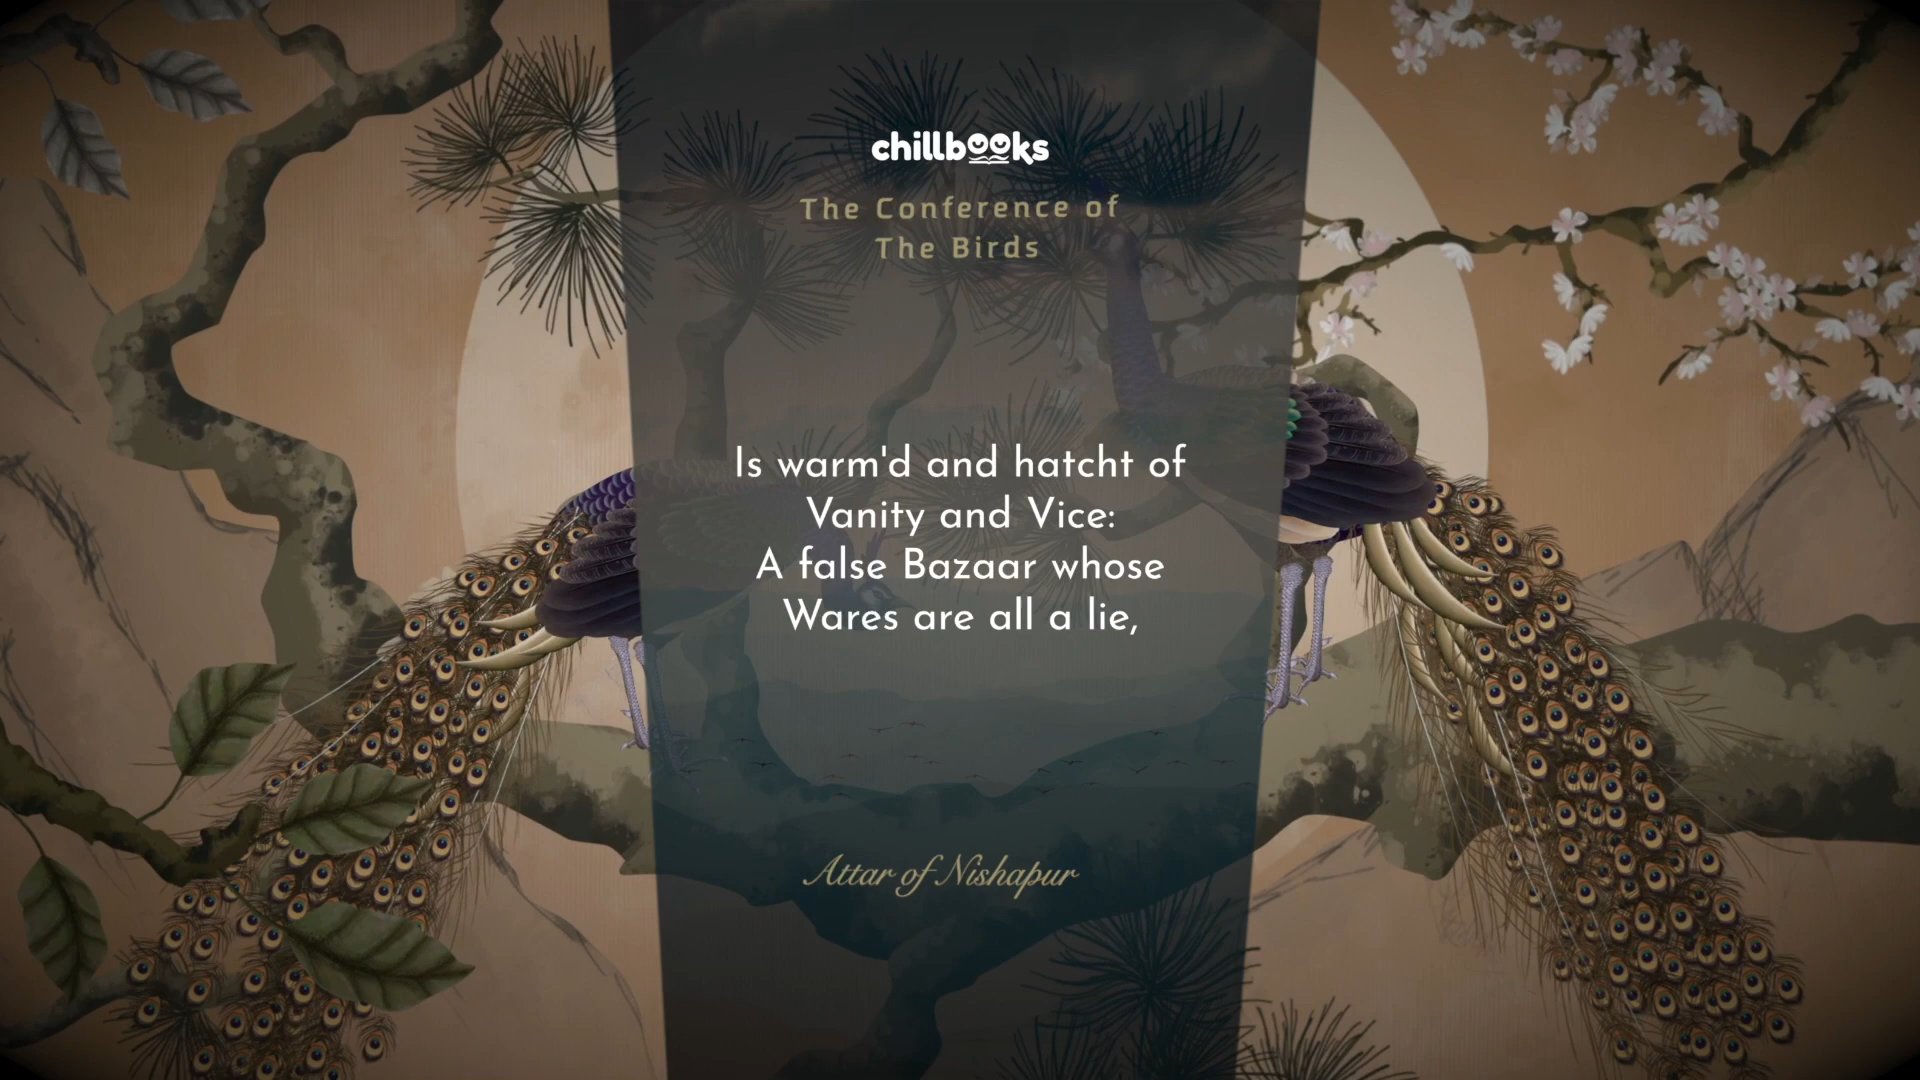 chillbooks
The Conference of
The Birds
Is warm'd and hatcht of
Vanity and Vice:
A false Bazaar whose
Wares are all a lie,
Attar of Nishapur